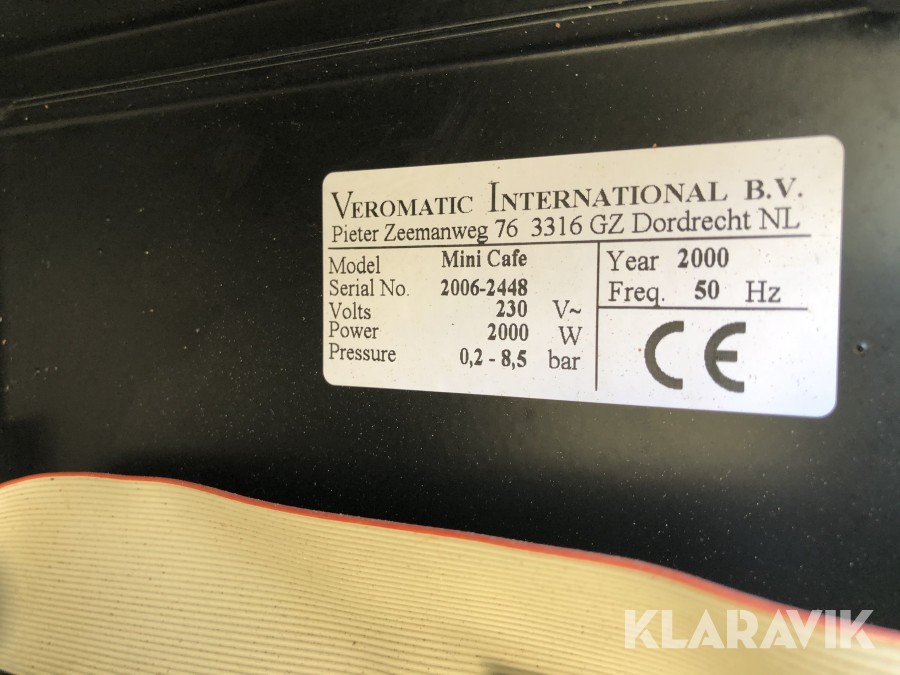 VEROMATIC INTERNATIONAL B.V.
Pieter Zeemanweg 76 3316 GZ Dordrecht NL
Model Mini Cafe
Serial No. 2006-2448
Volts 230 V~
Power 2000 W
Pressure 0,2 - 8,5 bar
Year 2000
Freq. 50 Hz
CE
KLARAVIK